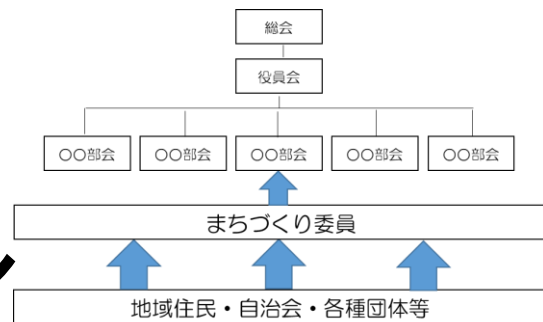 総会
役員会
○○部会 ○○部会 ○○部会 ○○部会 ○○部会
まちづくり委員
地域住民・自治会・各種団体等